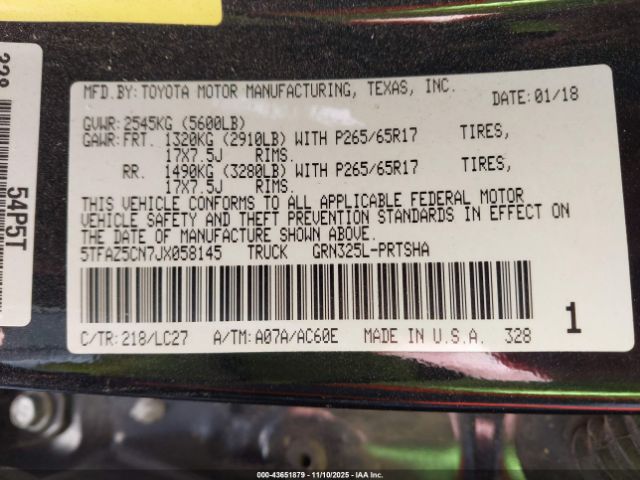 MFD.BY:TOYOTA MOTOR MANUFACTURING, TEXAS, INC.
DATE:01/18
GVWR:2545KG (5600LB)
GAWR:FRT. 1320KG (2910LB) WITH P265/65R17 TIRES,
17X7.5J RIMS.
RR. 1490KG (3280LB) WITH P265/65R17 TIRES,
17X7.5J RIMS.
THIS VEHICLE CONFORMS TO ALL APPLICABLE FEDERAL MOTOR
VEHICLE SAFETY AND THEFT PREVENTION STANDARDS IN EFFECT ON
THE DATE OF MANUFACTURE SHOWN ABOVE.
5TFAZ5CN7JX058145 TRUCK GRN325L-PRTSHA
C/TR:218/LC27 A/TM:A07A/AC60E MADE IN U.S.A. 328
1
54P5T
000-43651879 - 11/10/2025 - IAA Inc.